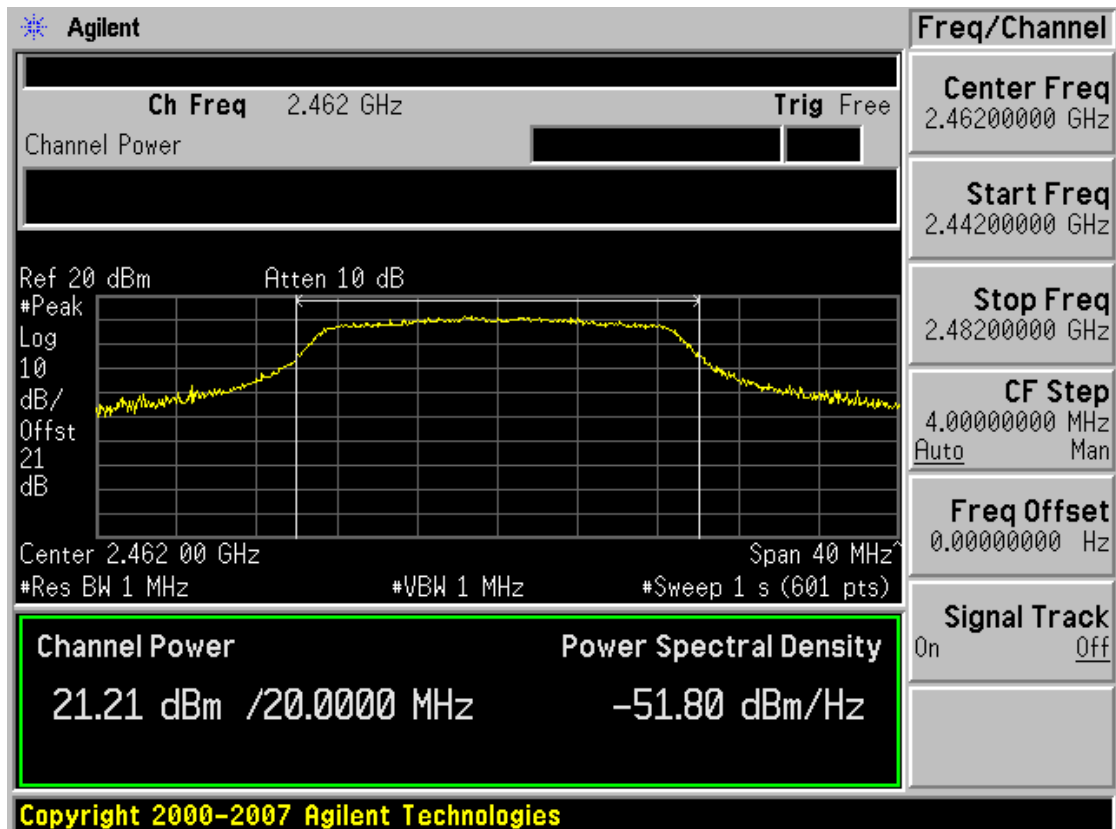 Agilent
Freq/Channel
Ch Freq 2.462 GHz Trig Free
Channel Power
Center Freq
2.46200000 GHz
Start Freq
2.44200000 GHz
Stop Freq
2.48200000 GHz
CF Step
4.00000000 MHz
Auto Man
Freq Offset
0.00000000 Hz
Signal Track
On Off
Ref 20 dBm Atten 10 dB
#Peak
Log
10
dB/
Offst
21
dB
Center 2.462 00 GHz Span 40 MHz^
#Res BW 1 MHz #VBW 1 MHz #Sweep 1 s (601 pts)
Channel Power Power Spectral Density
21.21 dBm /20.0000 MHz -51.80 dBm/Hz
Copyright 2000-2007 Agilent Technologies